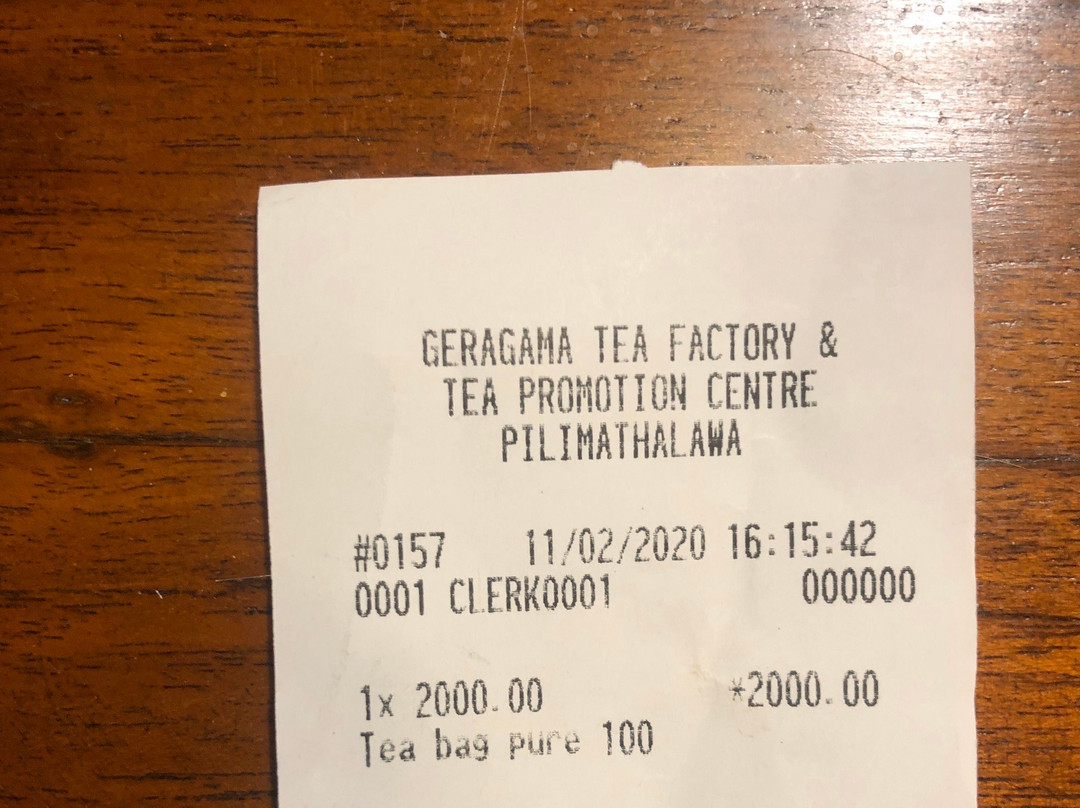 GERAGAMA TEA FACTORY &
TEA PROMOTION CENTRE
PILIMATHALAWA
#0157 11/02/2020 16:15:42
0001 CLERK0001 000000
1x 2000.00 *2000.00
Tea bag pure 100